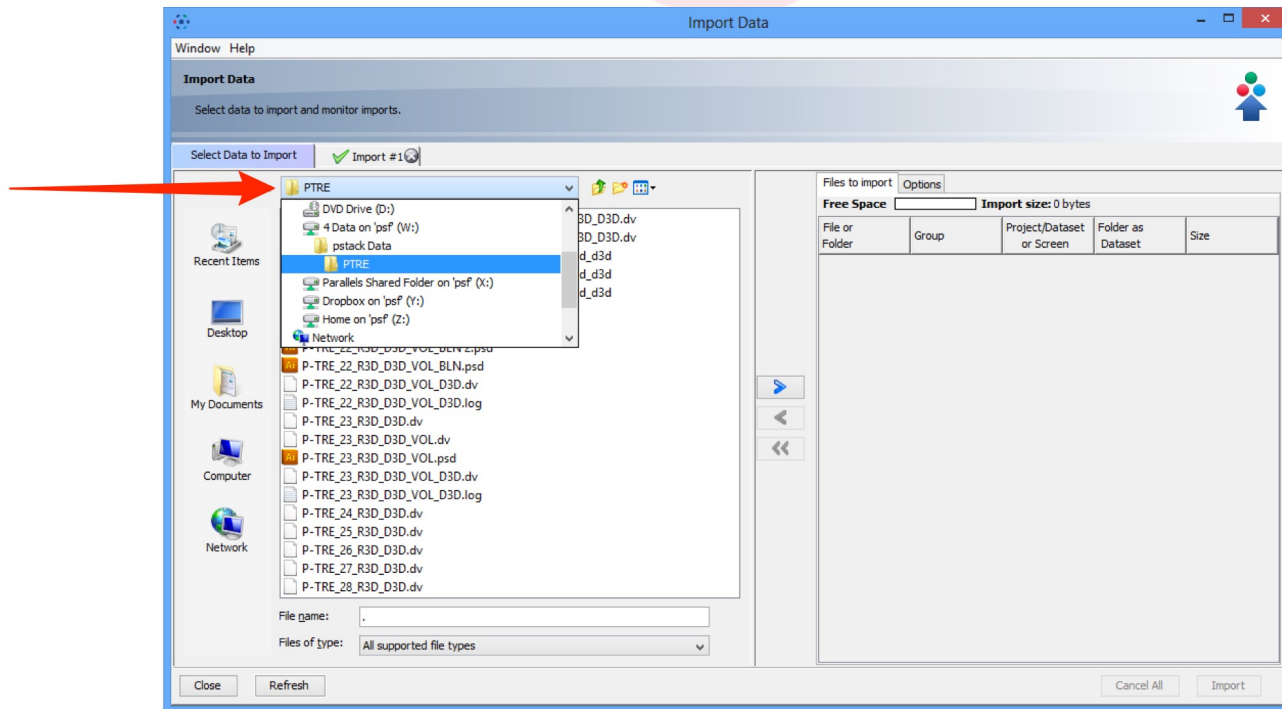 Import Data
Window Help
Import Data
Select data to import and monitor imports.
Select Data to Import
Import #1
PTRE
DVD Drive (D:)
4 Data on 'psf' (W:)
pstack Data
PTRE
Parallels Shared Folder on 'psf' (X:)
Dropbox on 'psf' (Y:)
Home on 'psf' (Z:)
Network
3D_D3D.dv
3D_D3D.dv
d_d3d
d_d3d
d_d3d
P-TRE_22_R3D_D3D_VOL_BLN 2.psd
P-TRE_22_R3D_D3D_VOL_BLN.psd
P-TRE_22_R3D_D3D_VOL_D3D.dv
P-TRE_22_R3D_D3D_VOL_D3D.log
P-TRE_23_R3D_D3D.dv
P-TRE_23_R3D_D3D_VOL.dv
P-TRE_23_R3D_D3D_VOL.psd
P-TRE_23_R3D_D3D_VOL_D3D.dv
P-TRE_23_R3D_D3D_VOL_D3D.log
P-TRE_24_R3D_D3D.dv
P-TRE_25_R3D_D3D.dv
P-TRE_26_R3D_D3D.dv
P-TRE_27_R3D_D3D.dv
P-TRE_28_R3D_D3D.dv
Recent Items
Desktop
My Documents
Computer
Network
File name: .
Files of type: All supported file types
Files to import Options
Free Space Import size: 0 bytes
File or Folder
Group
Project/Dataset or Screen
Folder as Dataset
Size
Close Refresh Cancel All Import